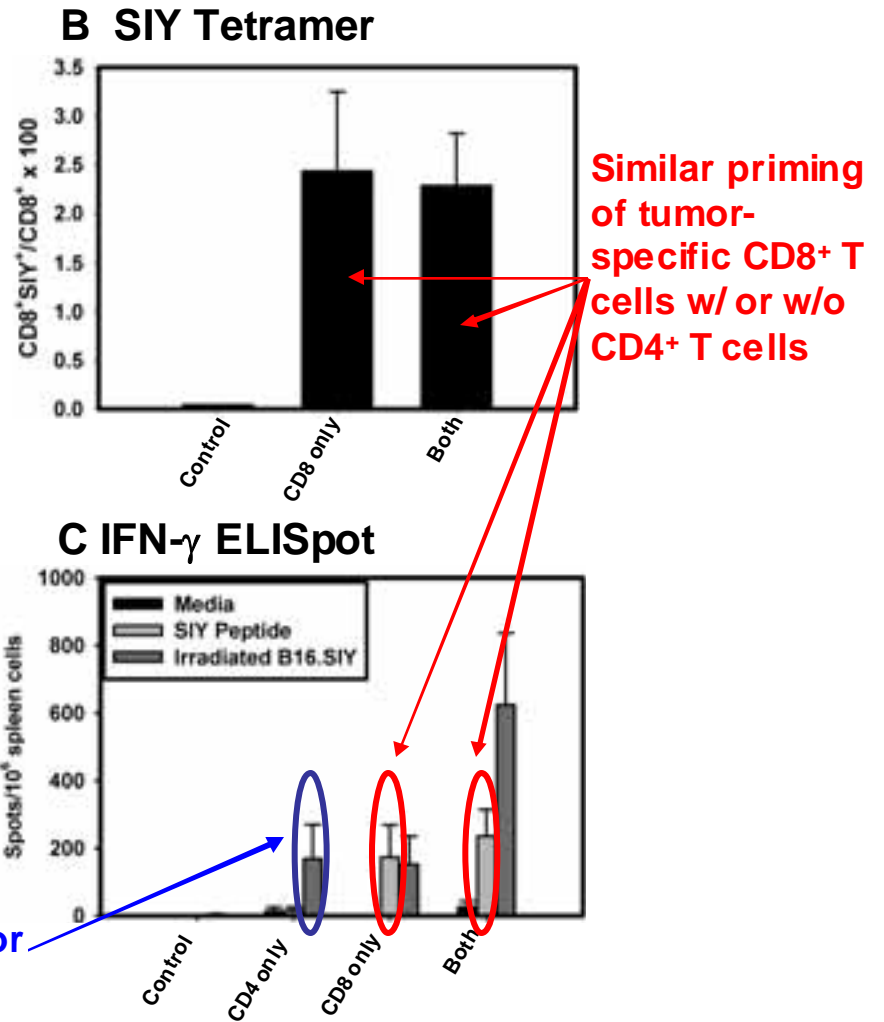 B SIY Tetramer
3.5
3.0
2.5
2.0
1.5
1.0
0.5
0.0
CD8⁺SIY⁺/CD8⁺ x 100
Control
CD8 only
Both
Similar priming
of tumor-
specific CD8⁺ T
cells w/ or w/o
CD4⁺ T cells
C IFN-γ ELISpot
1000
800
600
400
200
0
Spots/10⁶ spleen cells
Media
SIY Peptide
Irradiated B16.SIY
Control
CD4 only
CD8 only
Both
or